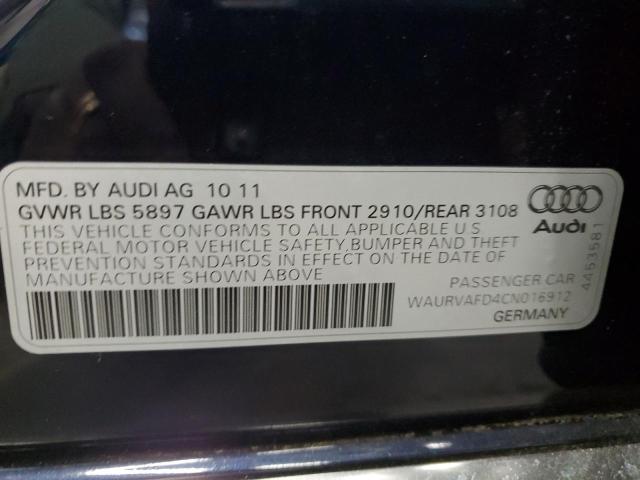 MFD. BY AUDI AG 10 11
GVWR LBS 5897 GAWR LBS FRONT 2910/REAR 3108
THIS VEHICLE CONFORMS TO ALL APPLICABLE U S
FEDERAL MOTOR VEHICLE SAFETY,BUMPER AND THEFT
PREVENTION STANDARDS IN EFFECT ON THE DATE OF
MANUFACTURE SHOWN ABOVE
Audi
4453581
PASSENGER CAR
WAURVAFD4CN016912
GERMANY